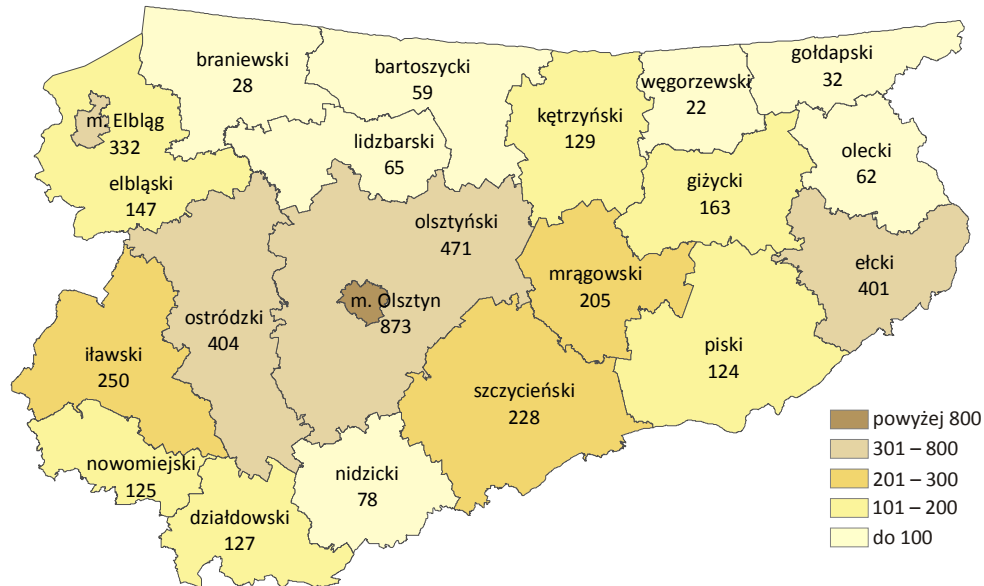 braniewski
28
bartoszycki
59
węgorzewski
22
gołdapski
32
m. Elbląg
332
kętrzyński
129
lidzbarski
65
olecki
62
elbląski
147
giżycki
163
olsztyński
471
mrągowski
205
ełcki
401
m. Olsztyn
873
ostródzki
404
iławski
250
piski
124
szczycieński
228
nowomiejski
125
nidzicki
78
działdowski
127
powyżej 800
301 – 800
201 – 300
101 – 200
do 100